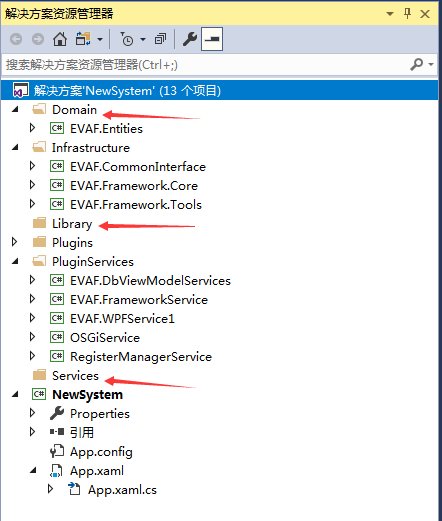 解决方案资源管理器
搜索解决方案资源管理器(Ctrl+;)
解决方案'NewSystem' (13 个项目)
Domain
C# EVAF.Entities
Infrastructure
C# EVAF.CommonInterface
C# EVAF.Framework.Core
C# EVAF.Framework.Tools
Library
Plugins
PluginServices
C# EVAF.DbViewModelServices
C# EVAF.FrameworkService
C# EVAF.WPFService1
C# OSGiService
C# RegisterManagerService
Services
C# NewSystem
Properties
引用
App.config
App.xaml
App.xaml.cs